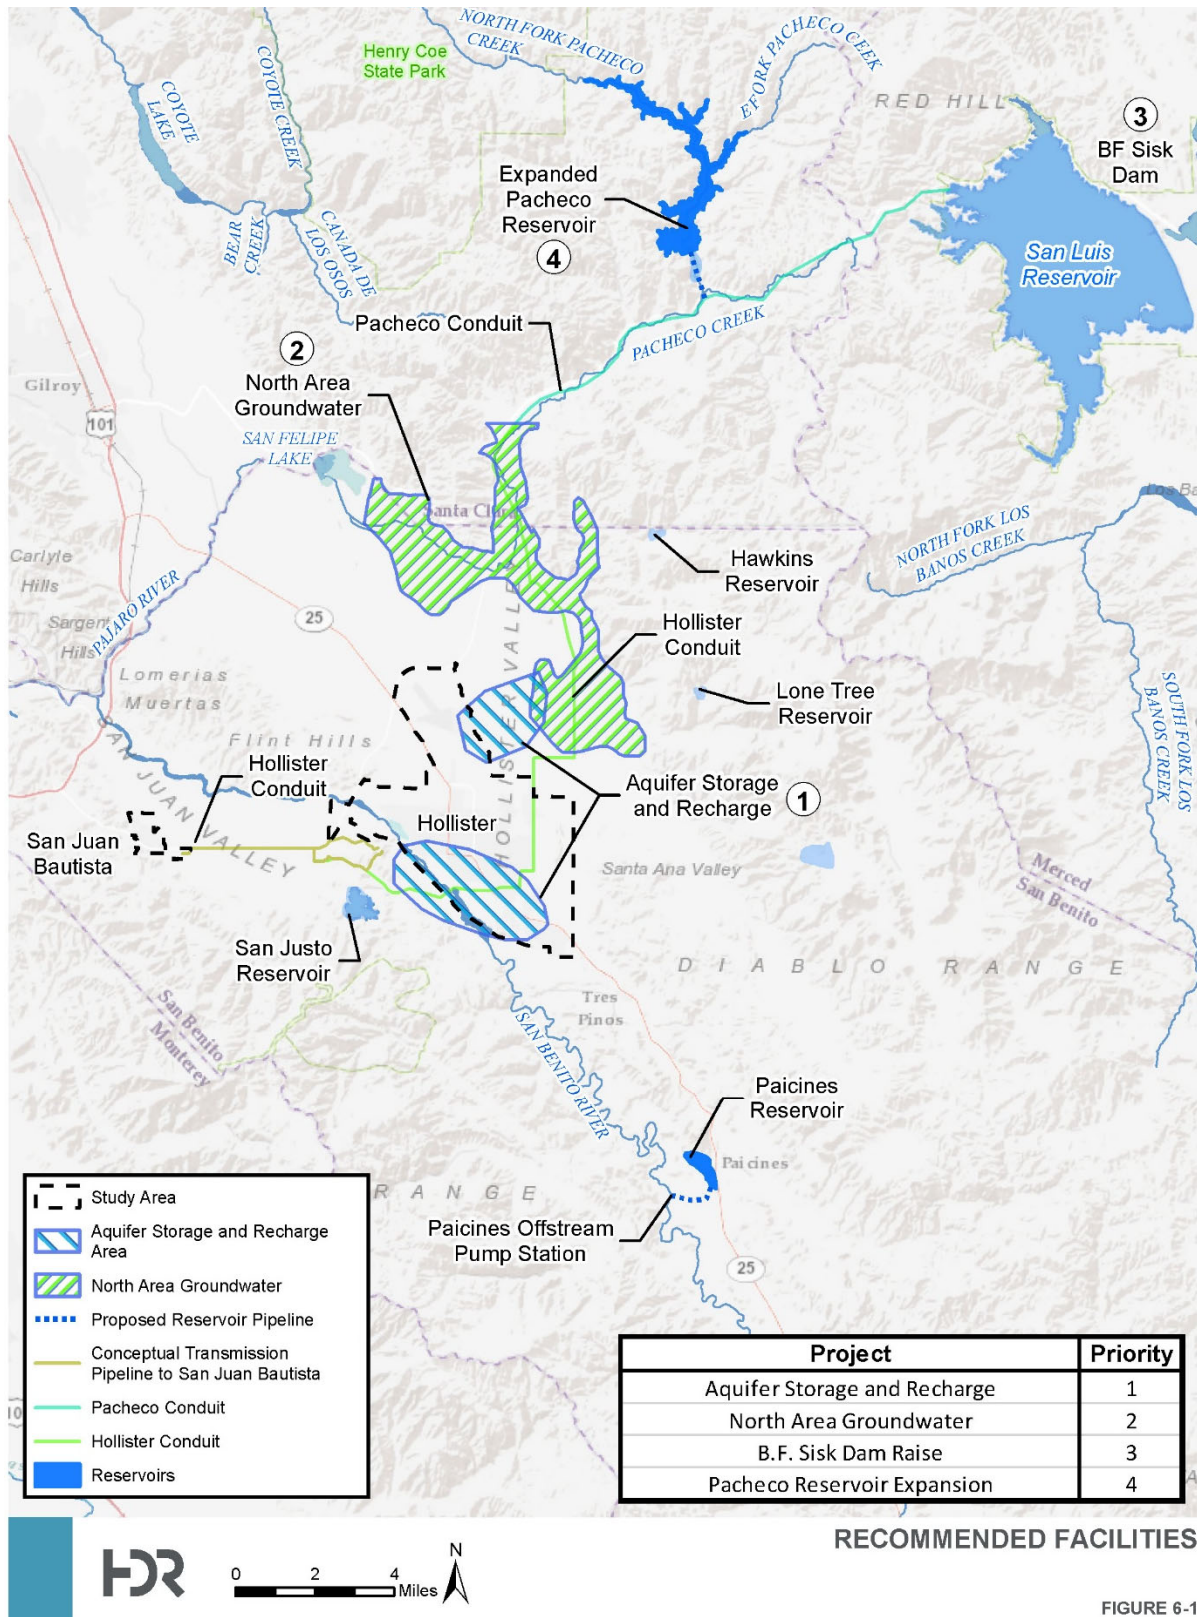 NORTH FORK PACHECO
CREEK
Henry Coe
State Park
EFORK PACHECO CEEK
COYOTE
LAKE
COYOTE CREEK
RED HILL
3
BF Sisk
Dam
Expanded
Pacheco
Reservoir
4
BEAR
CREEK
CANADA DE
LOS OSOS
San Luis
Reservoir
Pacheco Conduit
PACHECO CREEK
2
North Area
Groundwater
Gilroy
101
SAN FELIPE
LAKE
Santa Clara
Los Ba
NORTH FORK LOS
BANOS CREEK
Hawkins
Reservoir
Carlyle
Hills
PAJARO RIVER
25
Sargent
Hills
Hollister
Conduit
Lomerias
Muertas
Lone Tree
Reservoir
SOUTH FORK LOS
BANOS CREEK
Flint Hills
HOLLISTER VALLEY
SAN JUAN VALLEY
Hollister
Conduit
Aquifer Storage
and Recharge
1
Hollister
San Juan
Bautista
Santa Ana Valley
Merced
San Benito
San Justo
Reservoir
DIABLO RANGE
Tres
Pinos
San Benito
Monterey
SAN BENITO RIVER
Paicines
Reservoir
Paicines
RANGE
Paicines Offstream
Pump Station
25
Study Area
Aquifer Storage and Recharge
Area
North Area Groundwater
Proposed Reservoir Pipeline
Conceptual Transmission
Pipeline to San Juan Bautista
Pacheco Conduit
Hollister Conduit
Reservoirs
10
Project Priority
Aquifer Storage and Recharge 1
North Area Groundwater 2
B.F. Sisk Dam Raise 3
Pacheco Reservoir Expansion 4
RECOMMENDED FACILITIES
HDR
0 2 4
Miles
N
FIGURE 6-1